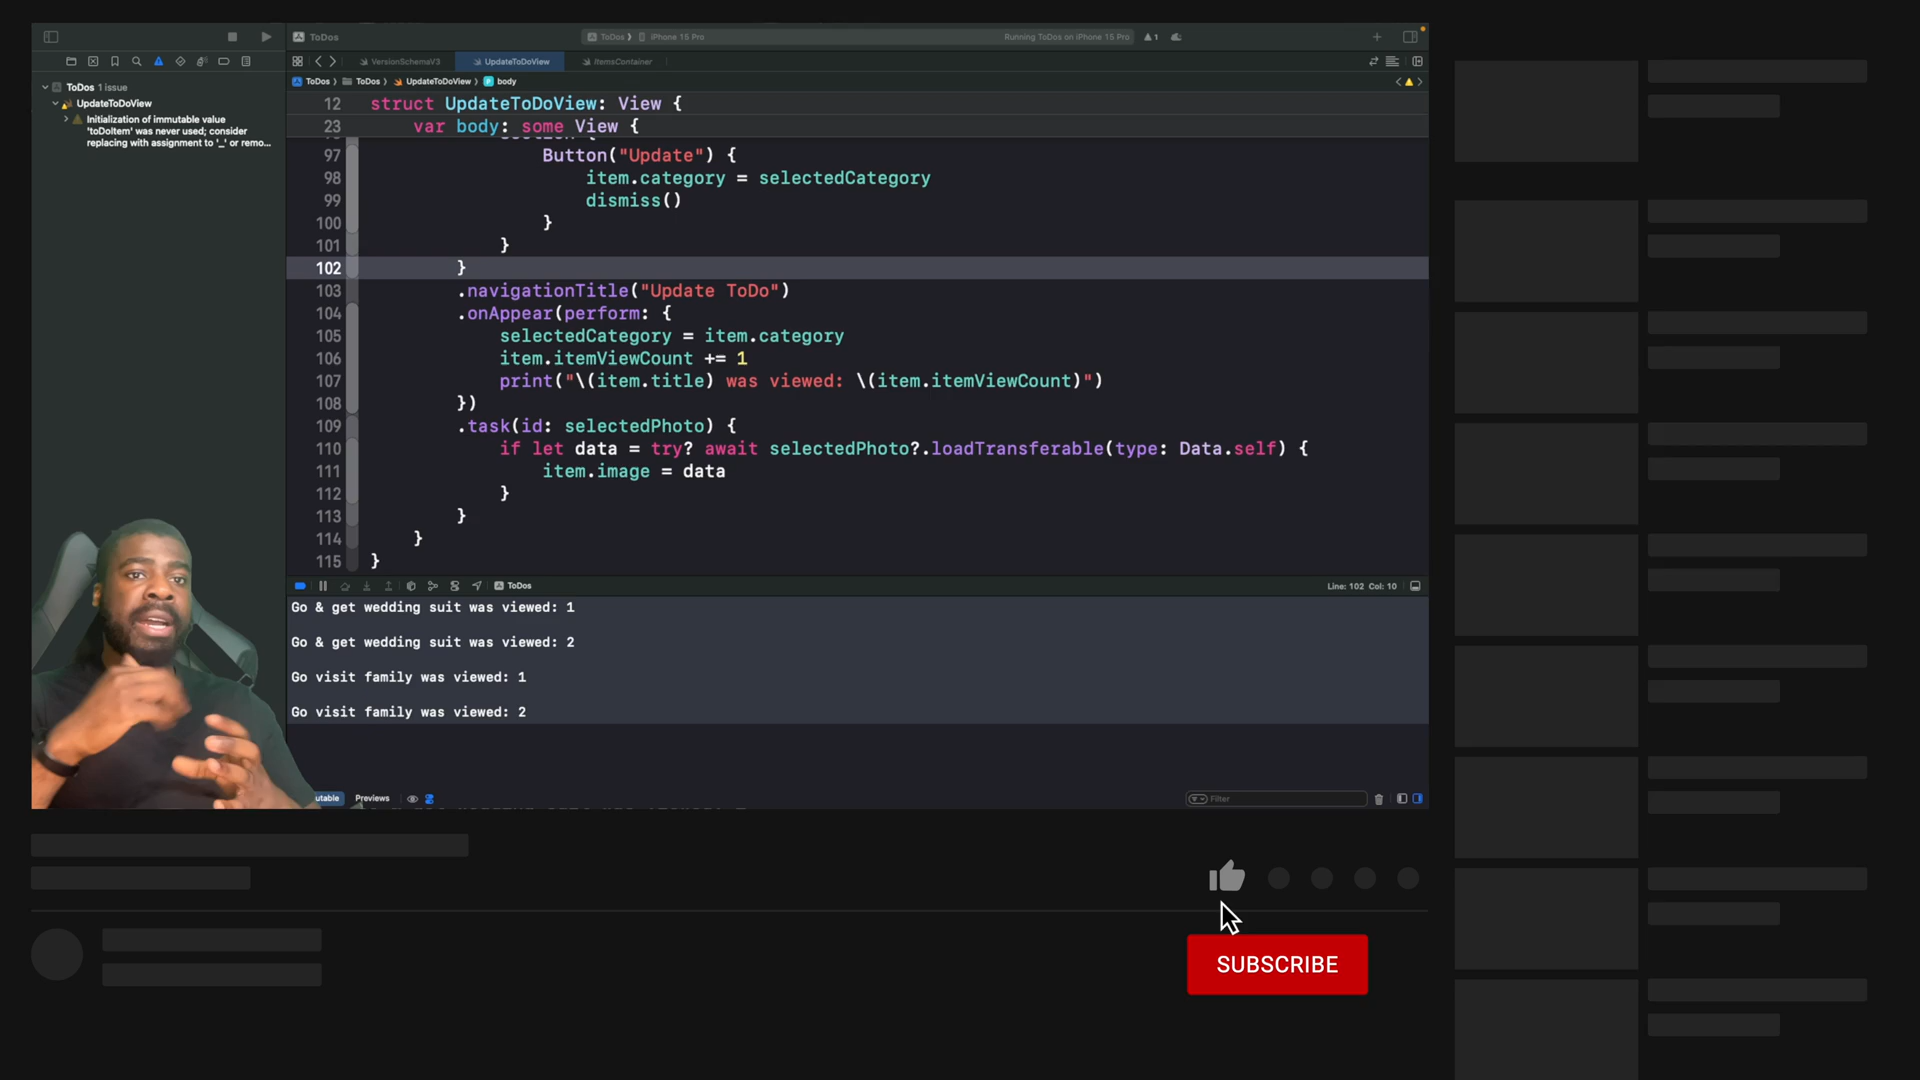 ToDos
ToDos iPhone 15 Pro
Running ToDos on iPhone 15 Pro
1
VersionSchemaV3
UpdateToDoView
ItemsContainer
ToDos ToDos UpdateToDoView body
ToDos 1 issue
UpdateToDoView
Initialization of immutable value
'toDoItem' was never used; consider
replacing with assignment to '_' or remo...
12 struct UpdateToDoView: View {
23 var body: some View {
97 Button("Update") {
98 item.category = selectedCategory
99 dismiss()
100 }
101 }
102 }
103 .navigationTitle("Update ToDo")
104 .onAppear(perform: {
105 selectedCategory = item.category
106 item.itemViewCount += 1
107 print("\(item.title) was viewed: \(item.itemViewCount)")
108 })
109 .task(id: selectedPhoto) {
110 if let data = try? await selectedPhoto?.loadTransferable(type: Data.self) {
111 item.image = data
112 }
113 }
114 }
115 }
ToDos
Line: 102 Col: 10
Go & get wedding suit was viewed: 1
Go & get wedding suit was viewed: 2
Go visit family was viewed: 1
Go visit family was viewed: 2
utable
Previews
Filter
SUBSCRIBE